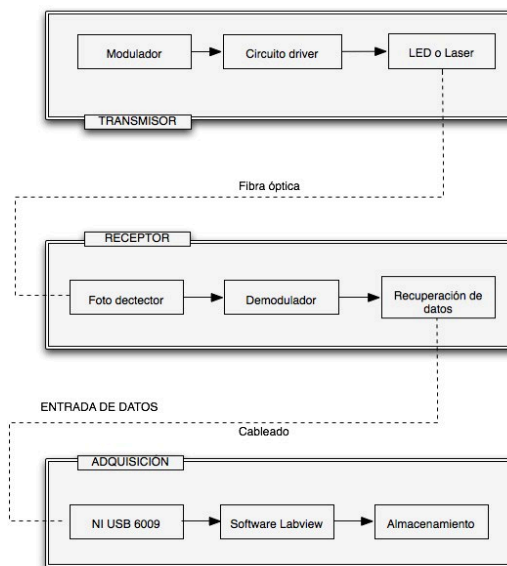 Modulador
Circuito driver
LED o Laser
TRANSMISOR
Fibra óptica
RECEPTOR
Foto dectector
Demodulador
Recuperación de
datos
ENTRADA DE DATOS
Cableado
ADQUISICION
NI USB 6009
Software Labview
Almacenamiento